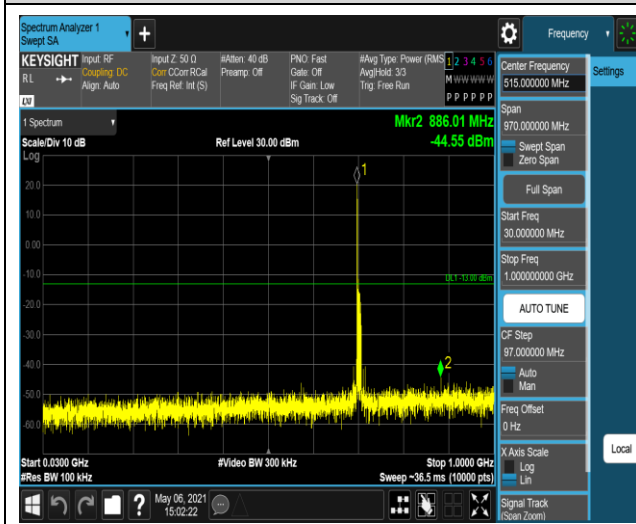 Spectrum Analyzer 1
Swept SA
+
Frequency
KEYSIGHT Input: RF Input Z: 50 Ω #Atten: 40 dB PNO: Fast #Avg Type: Power (RMS 1 2 3 4 5 6
RL Coupling: DC Corr CCorr RCal Preamp: Off Gate: Off Avg|Hold: 3/3 M W W W W W
Align: Auto Freq Ref: Int (S) IF Gain: Low Trig: Free Run
Sig Track: Off P P P P P P
LXI
1 Spectrum
Mkr2 886.01 MHz
Scale/Div 10 dB Ref Level 30.00 dBm -44.55 dBm
Log
1
20.0
10.0
0.00
-10.0
DL1 -13.00 dBm
-20.0
-30.0
-40.0
2
-50.0
-60.0
Start 0.0300 GHz #Video BW 300 kHz Stop 1.0000 GHz
#Res BW 100 kHz Sweep ~36.5 ms (10000 pts)
?
May 06, 2021
15:02:22
Center Frequency
515.000000 MHz
Settings
Span
970.000000 MHz
Swept Span
Zero Span
Full Span
Start Freq
30.000000 MHz
Stop Freq
1.000000000 GHz
AUTO TUNE
CF Step
97.000000 MHz
Auto
Man
Freq Offset
0 Hz
X Axis Scale
Log
Lin
Local
Signal Track
(Span Zoom)